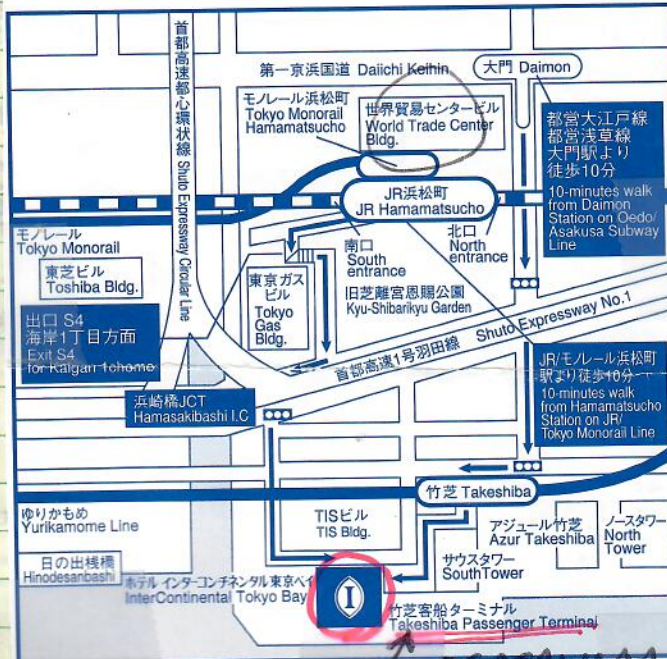 首都高速都心環状線 Shuto Expressway Circular Line
第一京浜国道 Daiichi Keihin
大門 Daimon
モノレール浜松町
Tokyo Monorail
Hamamatsucho
世界貿易センタービル
World Trade Center
Bldg.
都営大江戸線
都営浅草線
大門駅より
徒歩10分
10-minutes walk
from Daimon
Station on Oedo/
Asakusa Subway
Line
JR浜松町
JR Hamamatsucho
モノレール
Tokyo Monorail
南口
South
entrance
北口
North
entrance
東芝ビル
Toshiba Bldg.
東京ガス
ビル
Tokyo
Gas
Bldg.
旧芝離宮恩賜公園
Kyu-Shibarikyu Garden
出口 S4
海岸1丁目方面
Exit S4
for Kaigan 1chome
首都高速1号羽田線 Shuto Expressway No.1
浜崎橋JCT
Hamasakibashi I.C
JR/モノレール浜松町
駅より徒歩10分
10-minutes walk
from Hamamatsucho
Station on JR/
Tokyo Monorail Line
竹芝 Takeshiba
ゆりかもめ
Yurikamome Line
TISビル
TIS Bldg.
アジュール竹芝
Azur Takeshiba
ノースタワー
North
Tower
日の出桟橋
Hinodesanbashi
サウスタワー
SouthTower
ホテル インターコンチネンタル 東京ベイ
InterContinental Tokyo Bay
I
竹芝客船ターミナル
Takeshiba Passenger Terminal